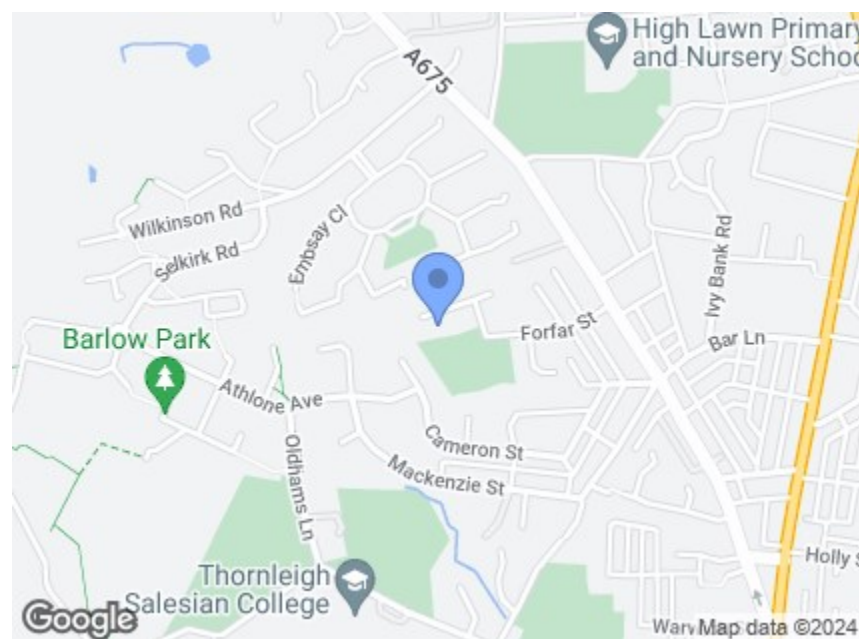 High Lawn Primary
and Nursery Schoo
A675
Wilkinson Rd
Selkirk Rd
Embsay Cl
Ivy Bank Rd
Forfar St
Bar Ln
Barlow Park
Athlone Ave
Oldhams Ln
Cameron St
Mackenzie St
Holly S
Thornleigh
Salesian College
Google
Map data ©2024